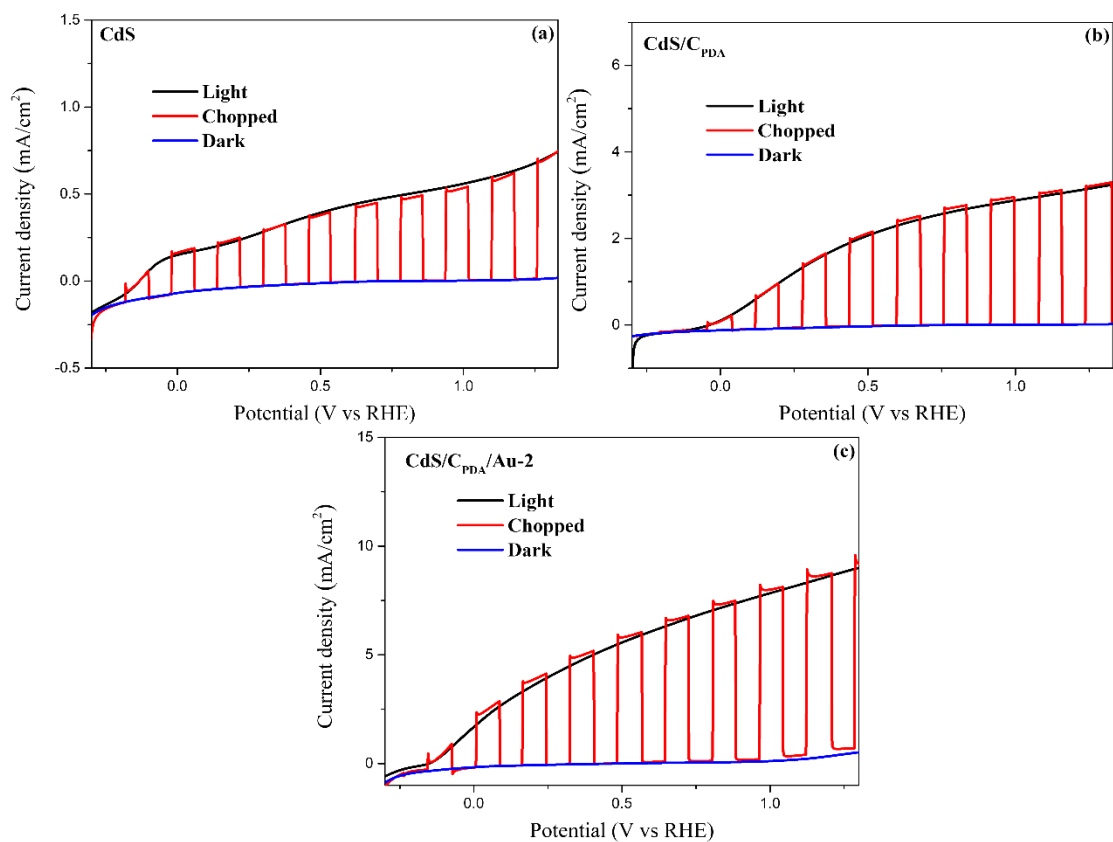 CdS
(a)
Light
Chopped
Dark
1.5
1.0
0.5
0.0
-0.5
Current density (mA/cm²)
0.0
0.5
1.0
Potential (V vs RHE)
CdS/C_PDA
(b)
Light
Chopped
Dark
6
4
2
0
Current density (mA/cm²)
0.0
0.5
1.0
Potential (V vs RHE)
CdS/C_PDA/Au-2
(c)
Light
Chopped
Dark
15
10
5
0
Current density (mA/cm²)
0.0
0.5
1.0
Potential (V vs RHE)